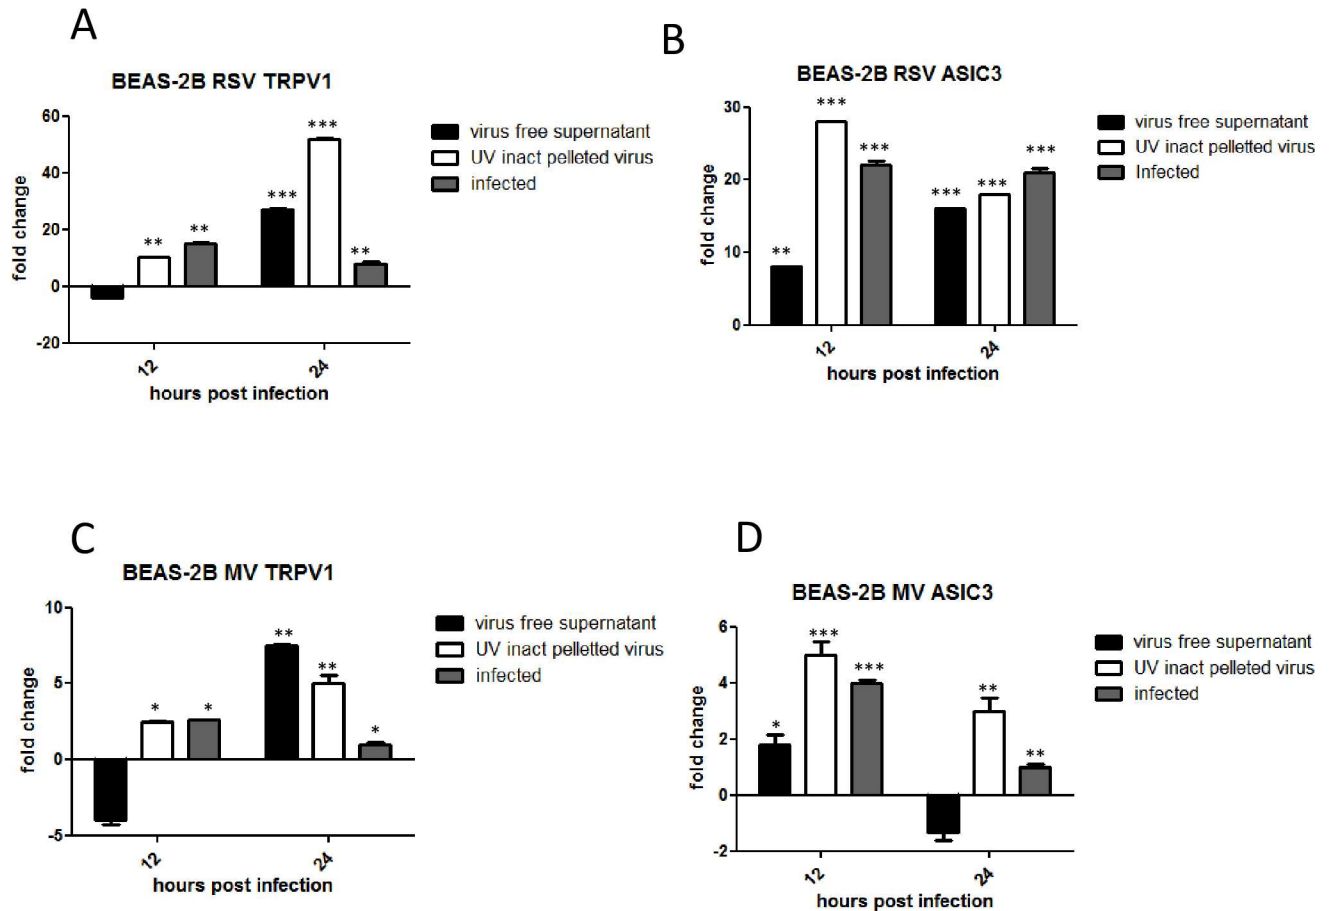 A
BEAS-2B RSV TRPV1
fold change
60
40
20
0
-20
** ** *** *** **
12 24
hours post infection
virus free supernatant
UV inact pelleted virus
infected
B
BEAS-2B RSV ASIC3
fold change
30
20
10
0
** *** *** *** *** ***
12 24
hours post infection
virus free supernatant
UV inact pelletted virus
Infected
C
BEAS-2B MV TRPV1
fold change
10
5
0
-5
* * ** ** *
12 24
hours post infection
virus free supernatant
UV inact pelletted virus
infected
D
BEAS-2B MV ASIC3
fold change
6
4
2
0
-2
* *** *** ** **
12 24
hours post infection
virus free supernatant
UV inact pelleted virus
infected